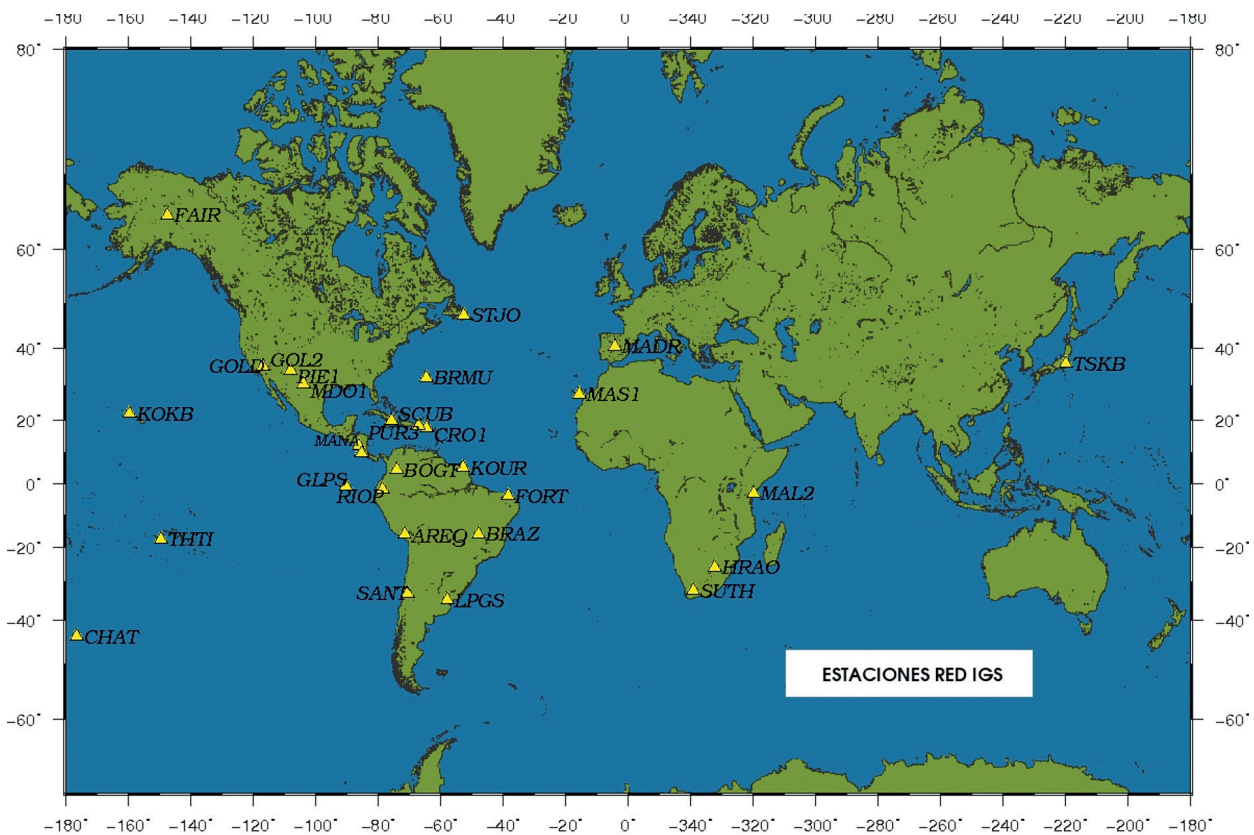 -180° -160° -140° -120° -100° -80° -60° -40° -20° -0° -340° -320° -300° -280° -260° -240° -220° -200° -180°
80° 80°
FAIR
60° 60°
STJO
40° MADR 40°
GOLD GOL2 TSKB
PIE1
BRMU
MDO1 MAS1
KOKB SCUB
20° 20°
PUR3 CRO1
MANA
BOGT KOUR
GLPS 0° 0°
RIOP FORT MAL2
THTI AREQ BRAZ
-20° -20°
HRAO
SANT LPGS SUTH
-40° -40°
CHAT
ESTACIONES RED IGS
-60° -60°
-180° -160° -140° -120° -100° -80° -60° -40° -20° -0° -340° -320° -300° -280° -260° -240° -220° -200° -180°